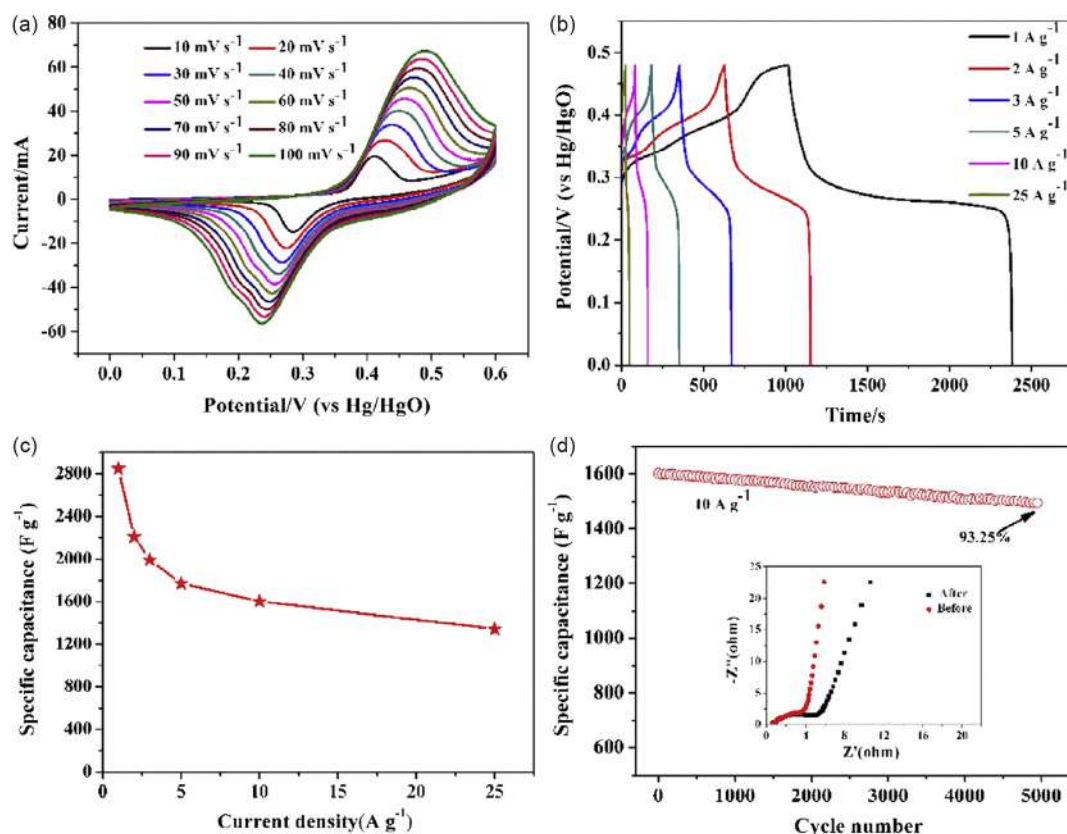 (a)
80
60
40
20
0
-20
-40
-60
Current/mA
10 mV s⁻¹ 20 mV s⁻¹
30 mV s⁻¹ 40 mV s⁻¹
50 mV s⁻¹ 60 mV s⁻¹
70 mV s⁻¹ 80 mV s⁻¹
90 mV s⁻¹ 100 mV s⁻¹
0.0 0.1 0.2 0.3 0.4 0.5 0.6
Potential/V (vs Hg/HgO)
(b)
0.5
0.4
0.3
0.2
0.1
0.0
Potential/V (vs Hg/HgO)
1 A g⁻¹
2 A g⁻¹
3 A g⁻¹
5 A g⁻¹
10 A g⁻¹
25 A g⁻¹
0 500 1000 1500 2000 2500
Time/s
(c)
2800
2400
2000
1600
1200
800
400
0
Specific capacitance (F g⁻¹)
0 5 10 15 20 25
Current density(A g⁻¹)
(d)
1600
1400
1200
1000
800
600
Specific capacitance (F g⁻¹)
10 A g⁻¹
93.25%
25
20
15
10
5
0
-Z''(ohm)
After
Before
4 8 12 16 20
Z'(ohm)
0 1000 2000 3000 4000 5000
Cycle number